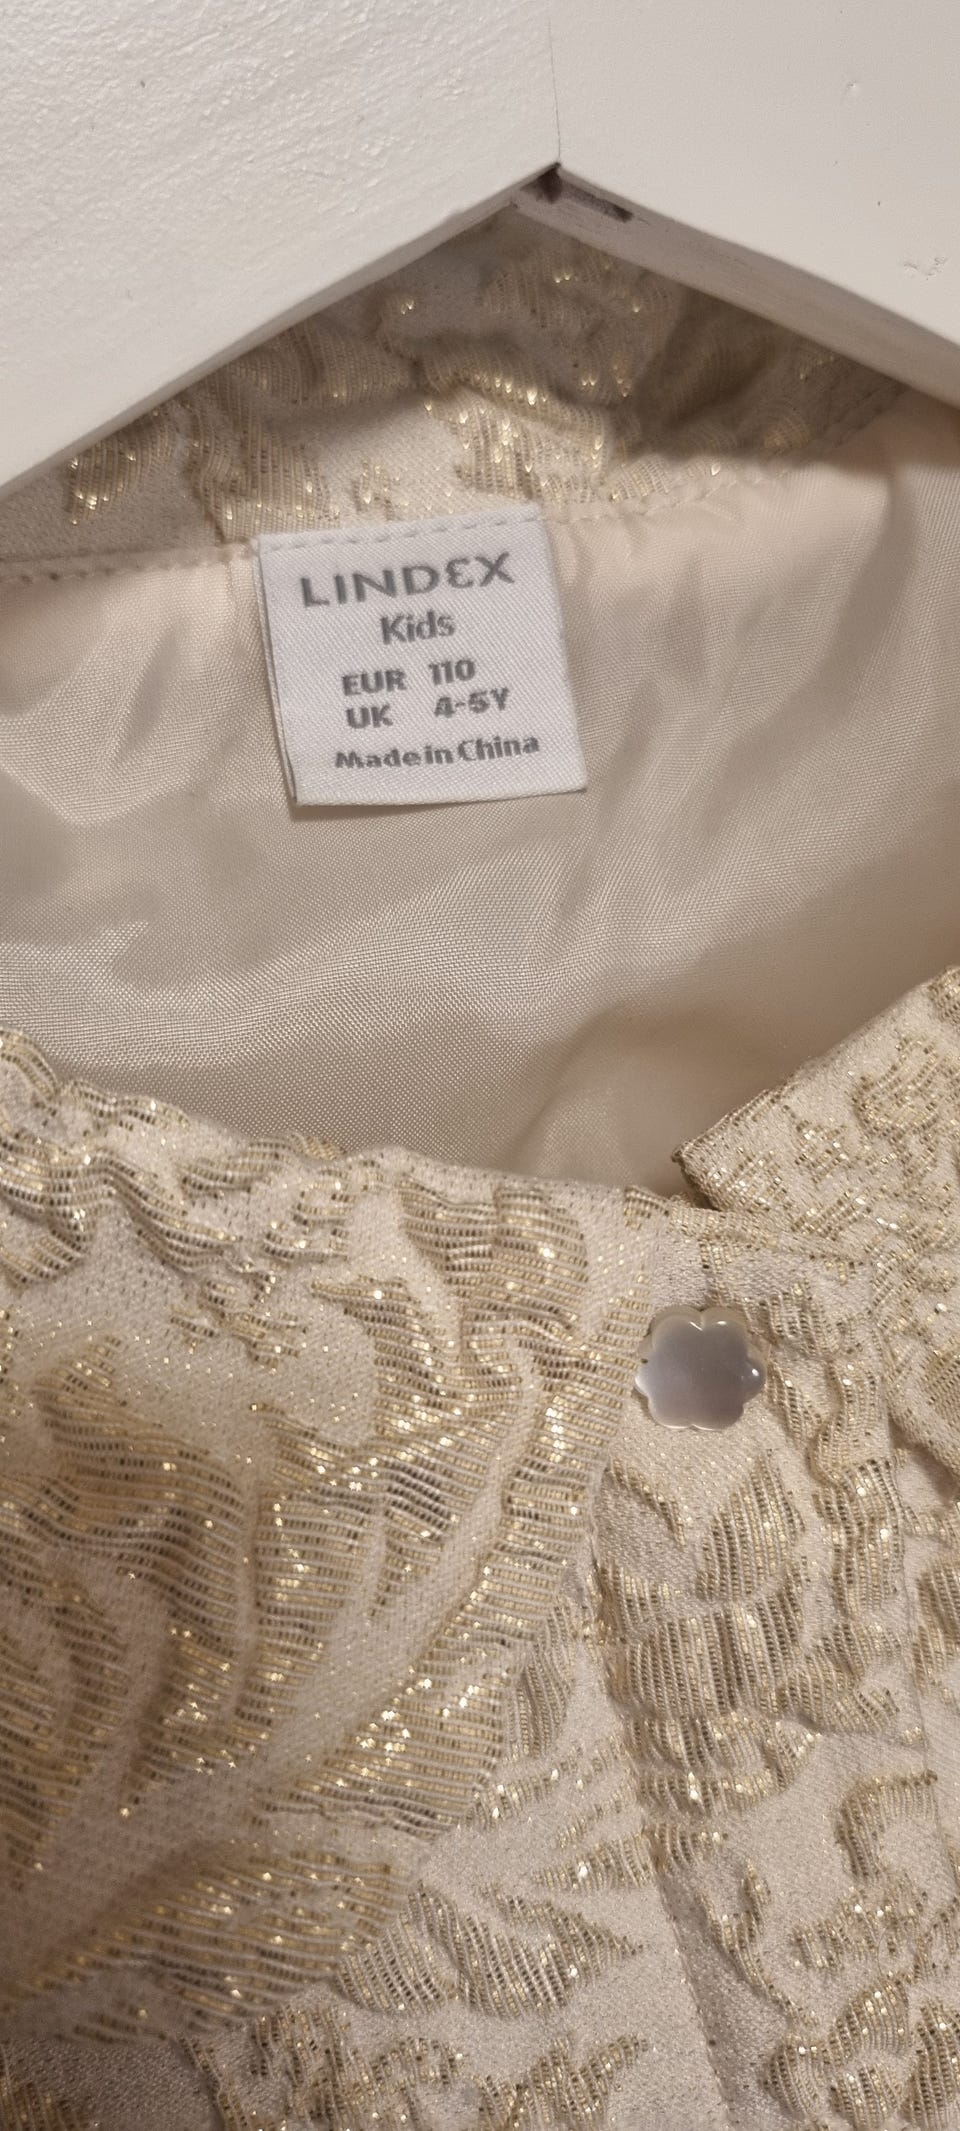 LINDEX
Kids
EUR 110
UK 4-5Y
Made in China